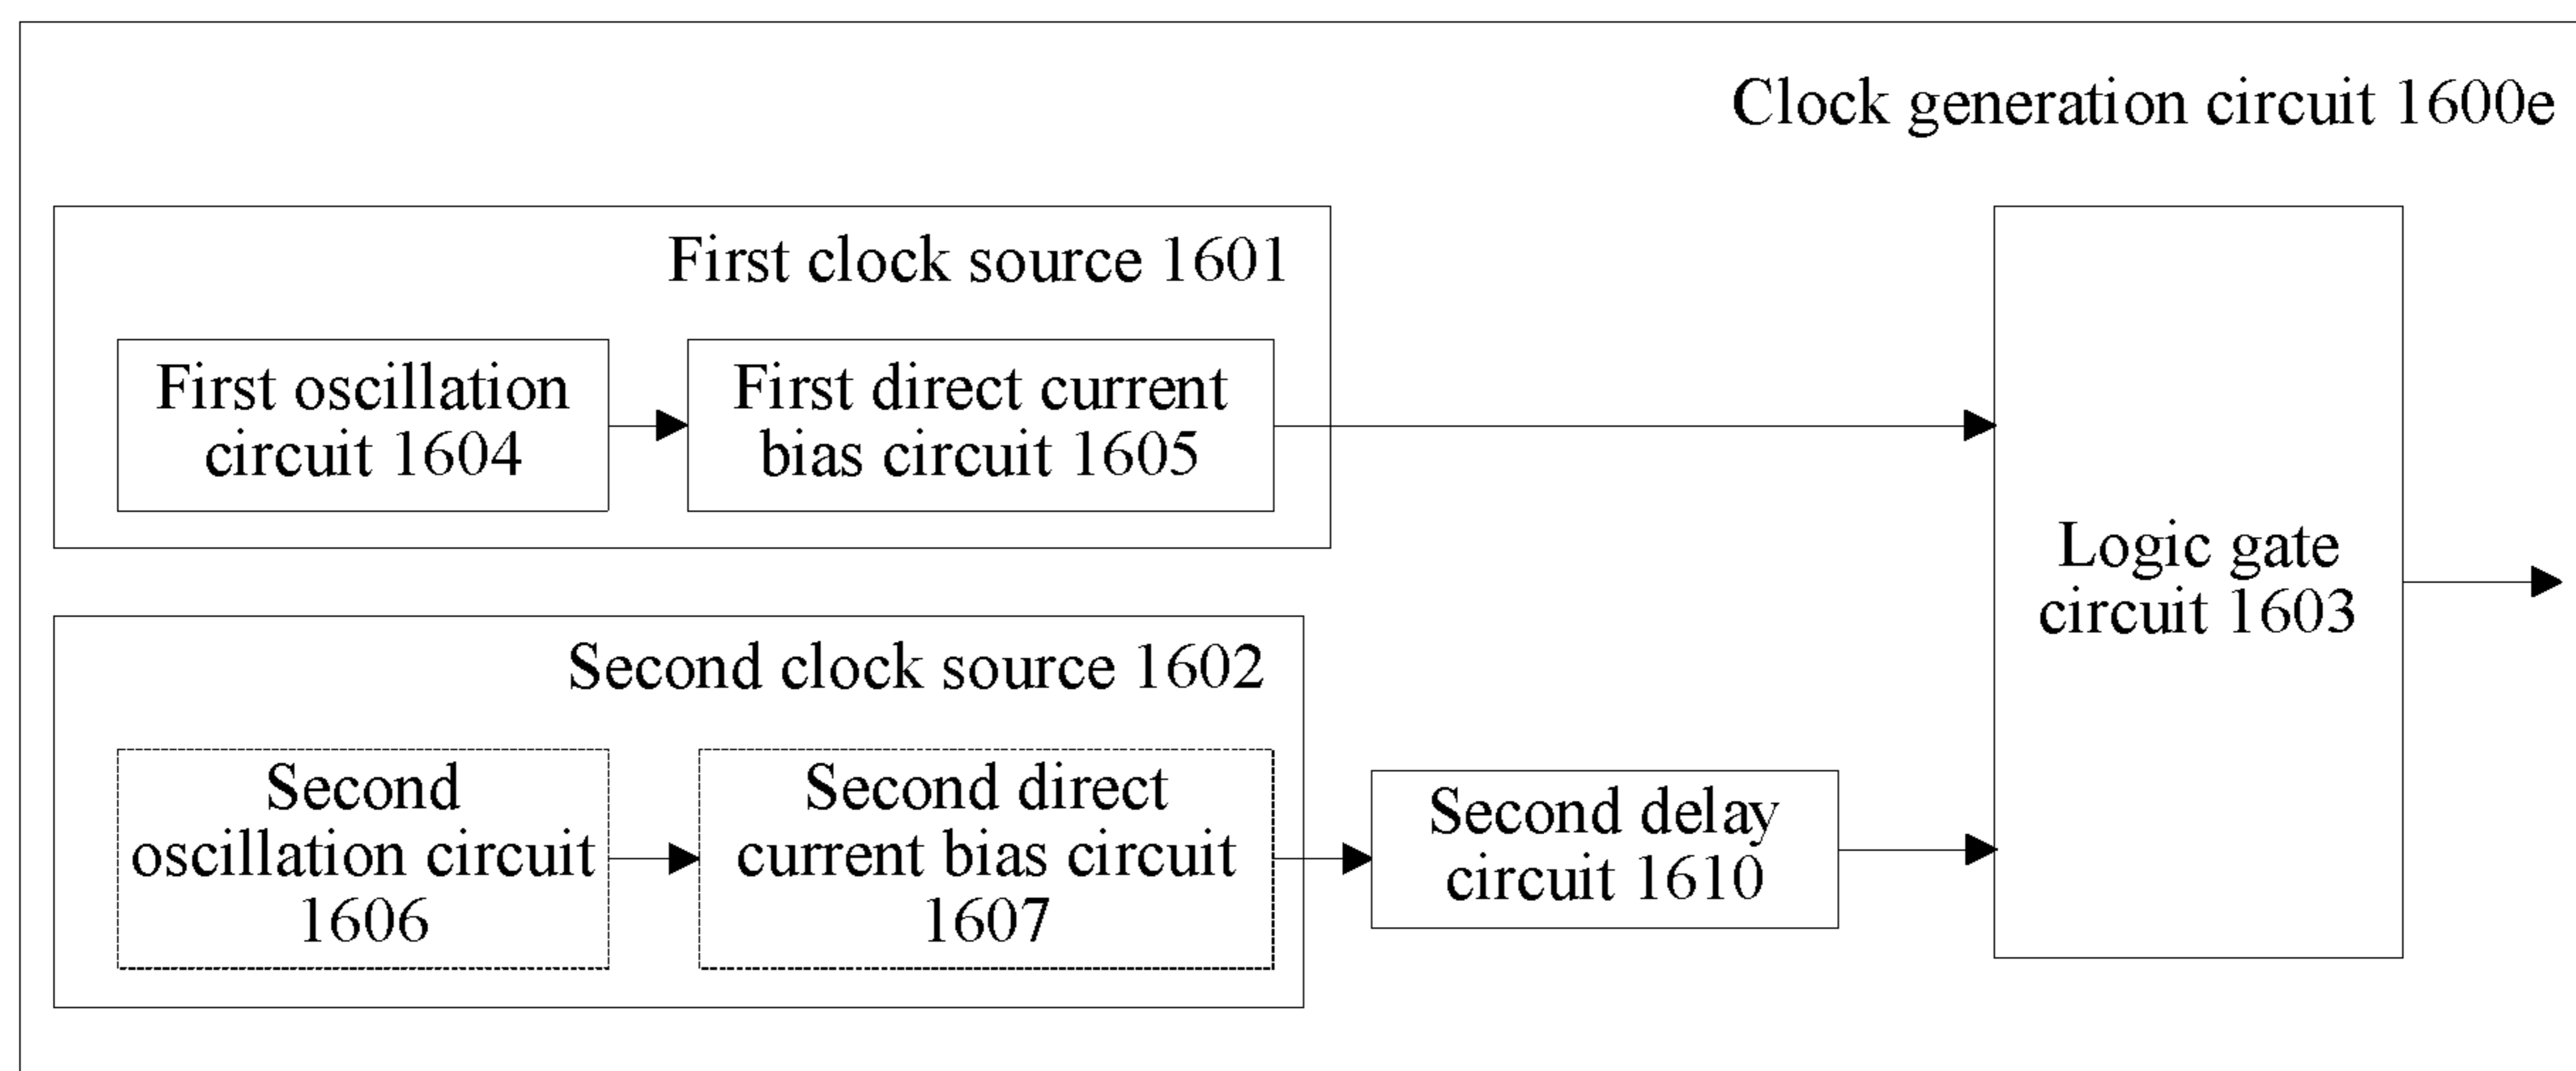 Clock generation circuit 1600e
First clock source 1601
First oscillation
circuit 1604
First direct current
bias circuit 1605
Logic gate
circuit 1603
Second clock source 1602
Second
oscillation circuit
1606
Second direct
current bias circuit
1607
Second delay
circuit 1610